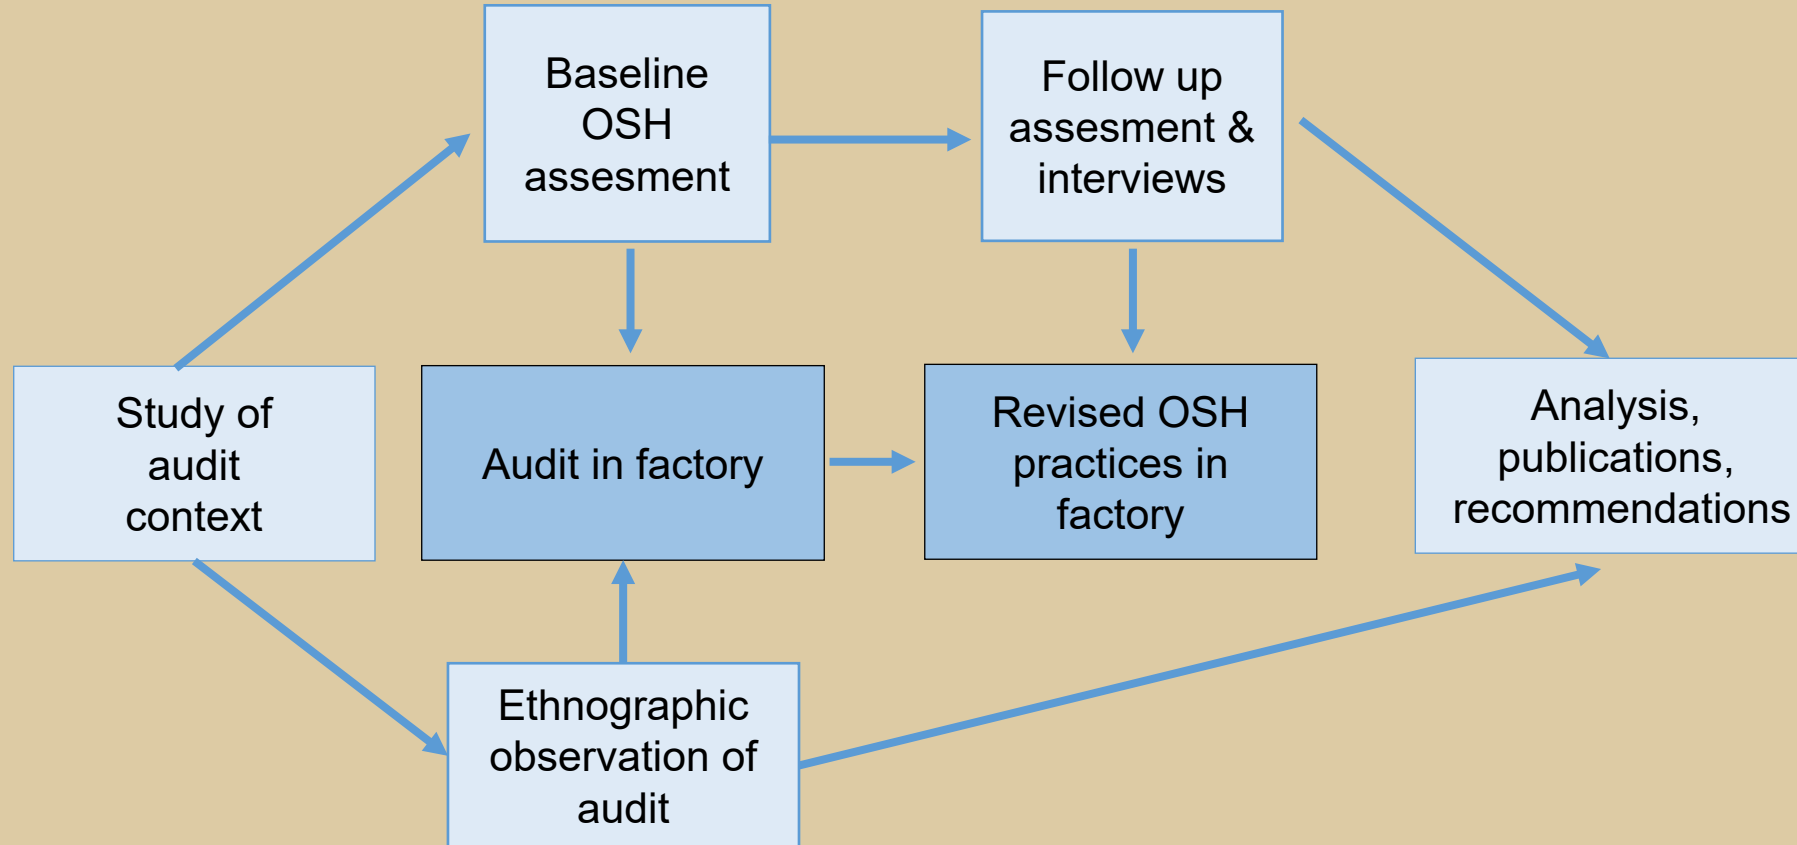 Baseline
OSH
assesment
Follow up
assesment &
interviews
Study of
audit
context
Audit in factory
Revised OSH
practices in
factory
Analysis,
publications,
recommendations
Ethnographic
observation of
audit